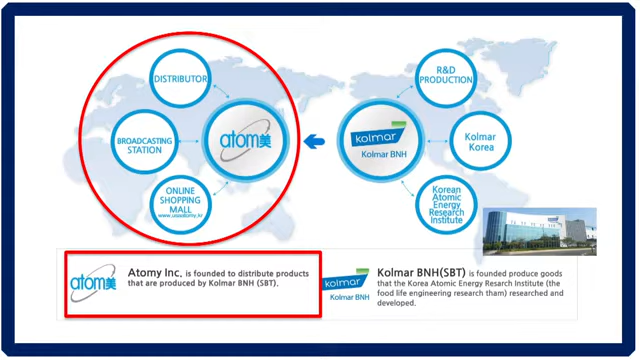 DISTRIBUTOR
BROADCASTING
STATION
ONLINE
SHOPPING
MALL
atom美
kolmar
Kolmar BNH
R&D
PRODUCTION
Kolmar
Korea
Korean
Atomic
Energy
Research
Institute
atom美
Atomy Inc. is founded to distribute products
that are produced by Kolmar BNH (SBT).
kolmar
Kolmar BNH
Kolmar BNH(SBT) is founded produce goods
that the Korea Atomic Energy Research Institute (the
food life engineering research tham) researched and
developed.